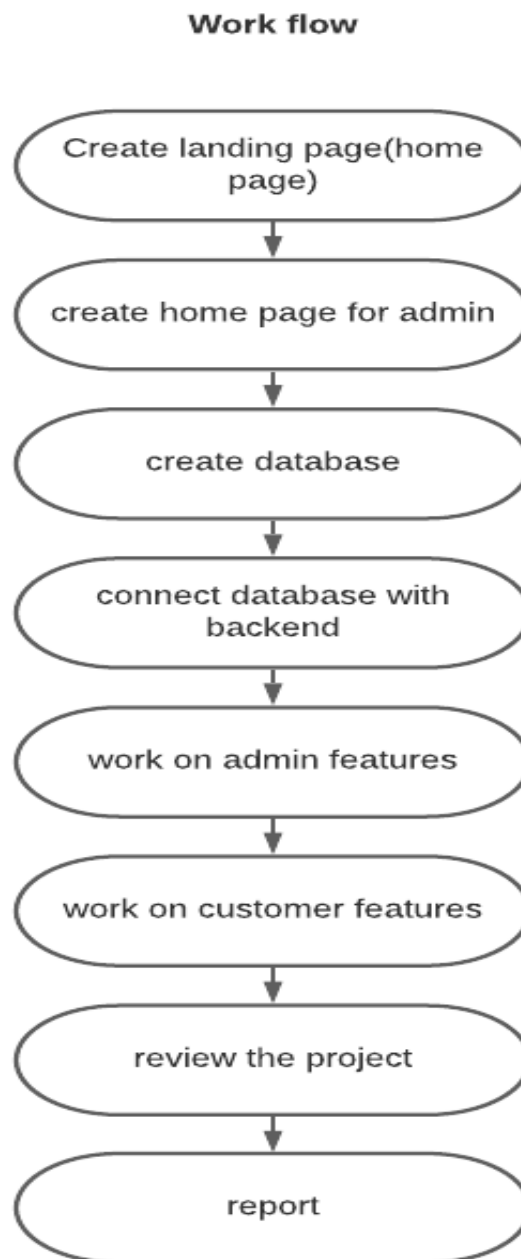 Work flow
Create landing page(home
page)
create home page for admin
create database
connect database with
backend
work on admin features
work on customer features
review the project
report